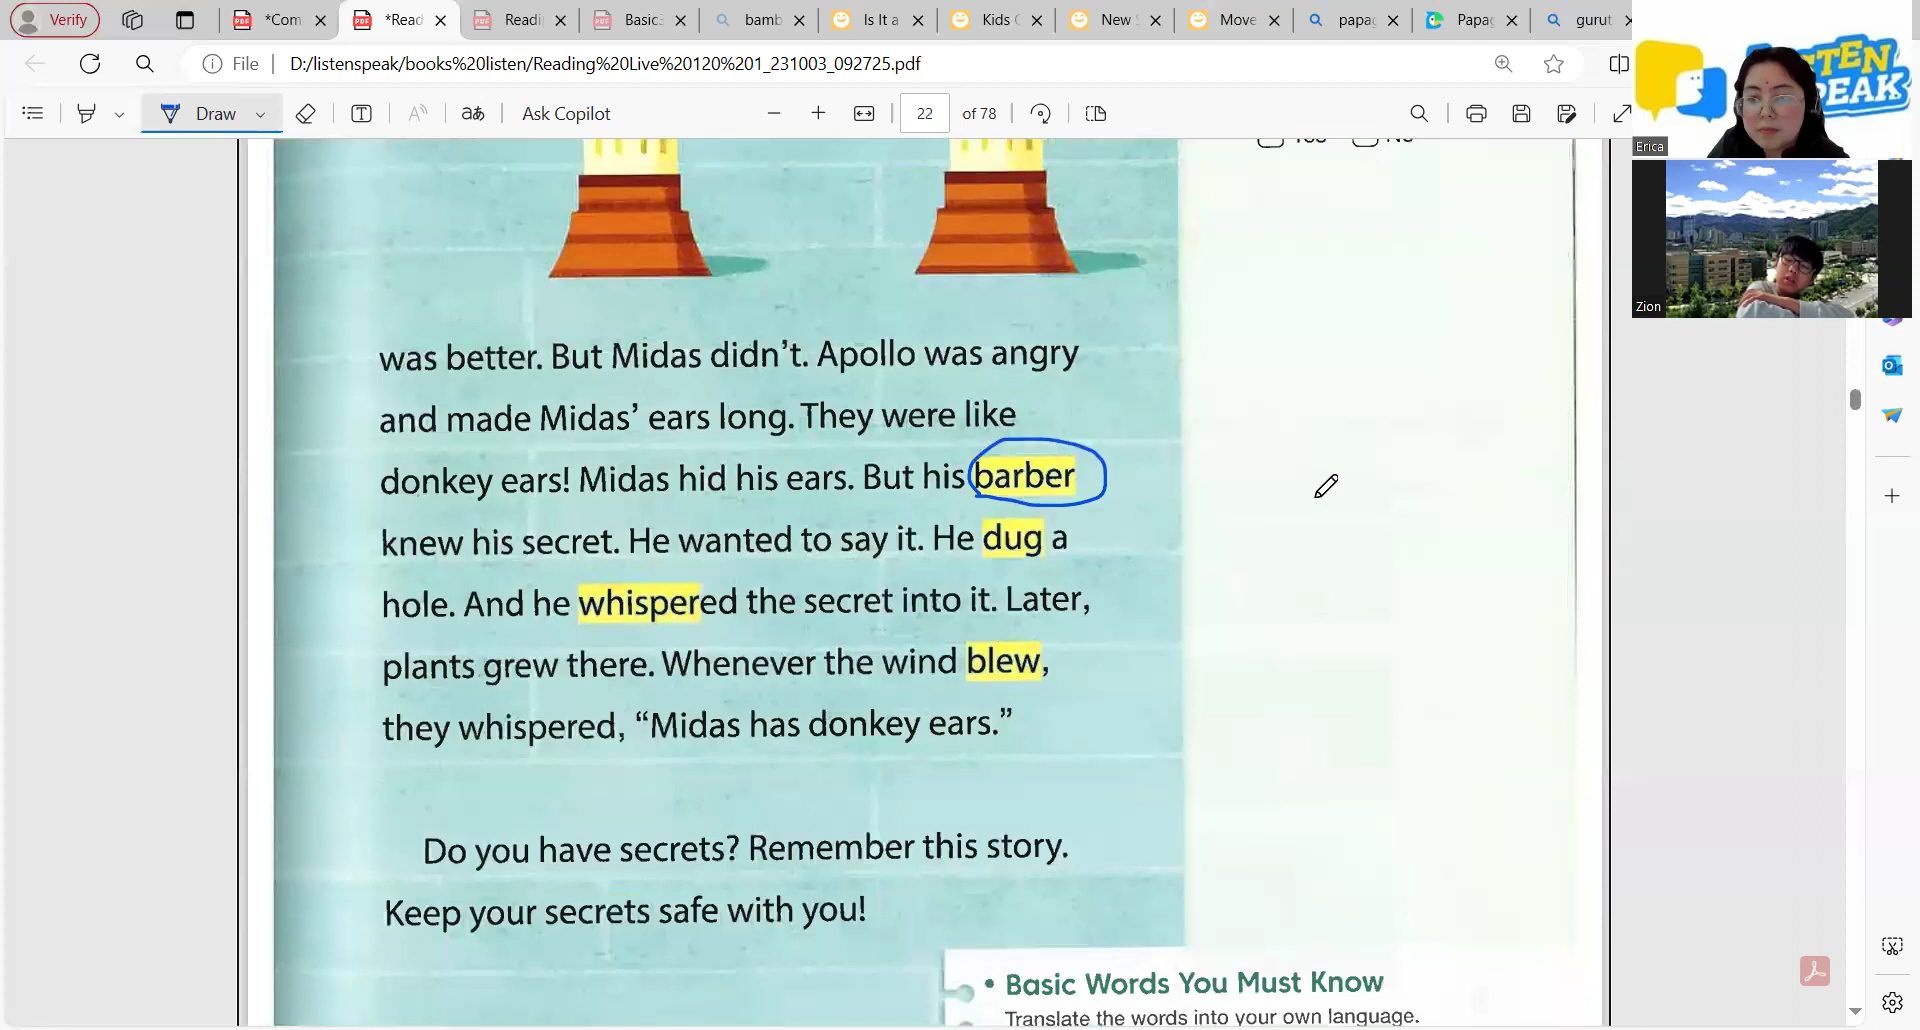 Verify
*Com
*Read
Readi
Basic
bamb
Is It a
Kids
New
Move
papa
Papa
gurut
File
D:/listenspeak/books%20listen/Reading%20Live%20120%201_231003_092725.pdf
Draw
aあ
Ask Copilot
22
of 78
Erica
Zion
was better. But Midas didn't. Apollo was angry
and made Midas' ears long. They were like
donkey ears! Midas hid his ears. But his barber
knew his secret. He wanted to say it. He dug a
hole. And he whispered the secret into it. Later,
plants grew there. Whenever the wind blew,
they whispered, “Midas has donkey ears.”
Do you have secrets? Remember this story.
Keep your secrets safe with you!
• Basic Words You Must Know
Translate the words into your own language.